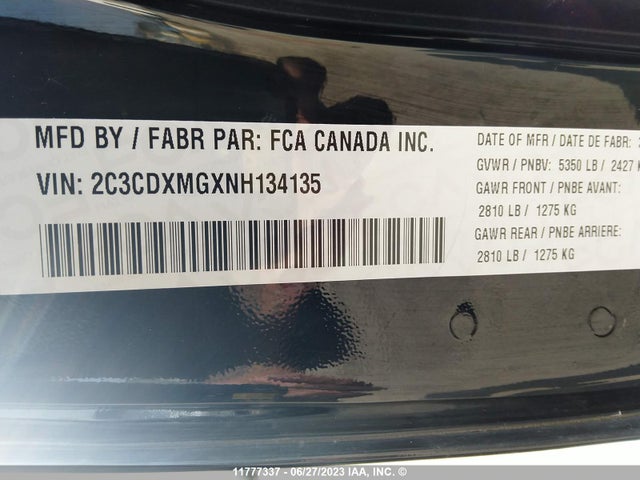 MFD BY / FABR PAR: FCA CANADA INC.
VIN: 2C3CDXMGXNH134135
DATE OF MFR / DATE DE FABR:
GVWR / PNBV: 5350 LB / 2427
GAWR FRONT / PNBE AVANT:
2810 LB / 1275 KG
GAWR REAR / PNBE ARRIERE:
2810 LB / 1275 KG
11777337 - 06/27/2023 IAA, INC. ©